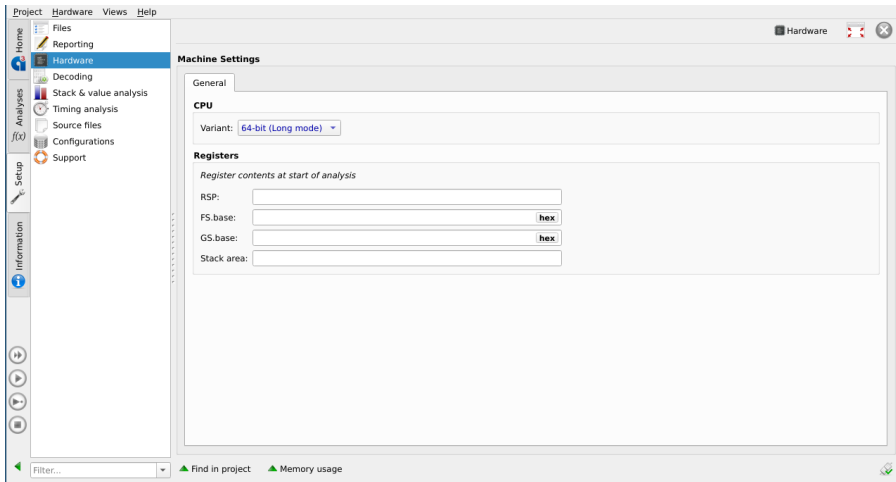 Project Hardware Views Help
Home
Analyses
f(x)
Setup
Information
Files
Reporting
Hardware
Decoding
Stack & value analysis
Timing analysis
Source files
Configurations
Support
Hardware
Machine Settings
General
CPU
Variant: 64-bit (Long mode)
Registers
Register contents at start of analysis
RSP:
FS.base: hex
GS.base: hex
Stack area:
Filter...
Find in project Memory usage